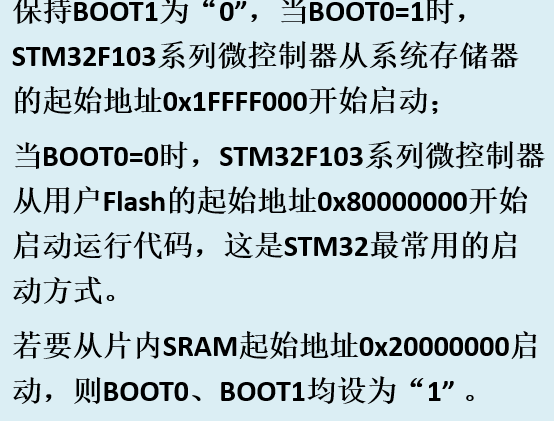 保持BOOT1为“0”，当BOOT0=1时，
STM32F103系列微控制器从系统存储器
的起始地址0x1FFFF000开始启动；
当BOOT0=0时，STM32F103系列微控制器
从用户Flash的起始地址0x80000000开始
启动运行代码，这是STM32最常用的启
动方式。
若要从片内SRAM起始地址0x20000000启
动，则BOOT0、BOOT1均设为“1”。